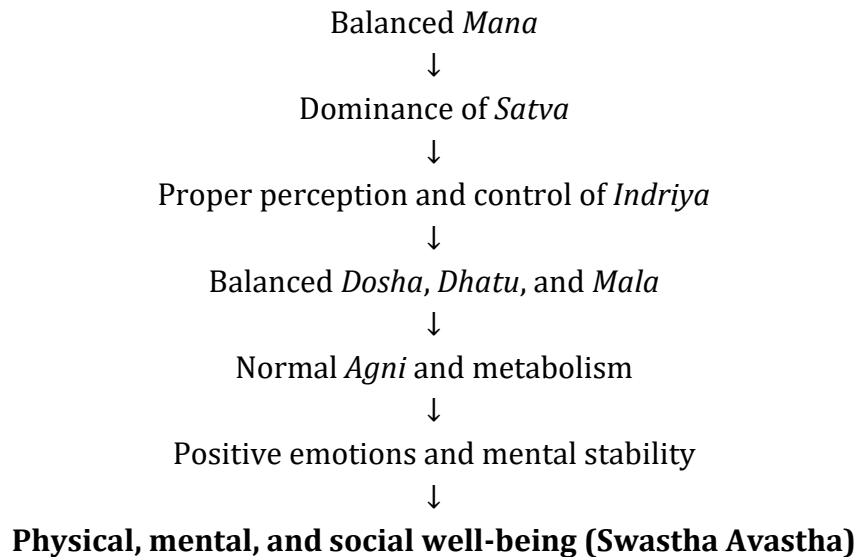 Balanced Mana
↓
Dominance of Satva
↓
Proper perception and control of Indriya
↓
Balanced Dosha, Dhatu, and Mala
↓
Normal Agni and metabolism
↓
Positive emotions and mental stability
↓
Physical, mental, and social well-being (Swastha Avastha)